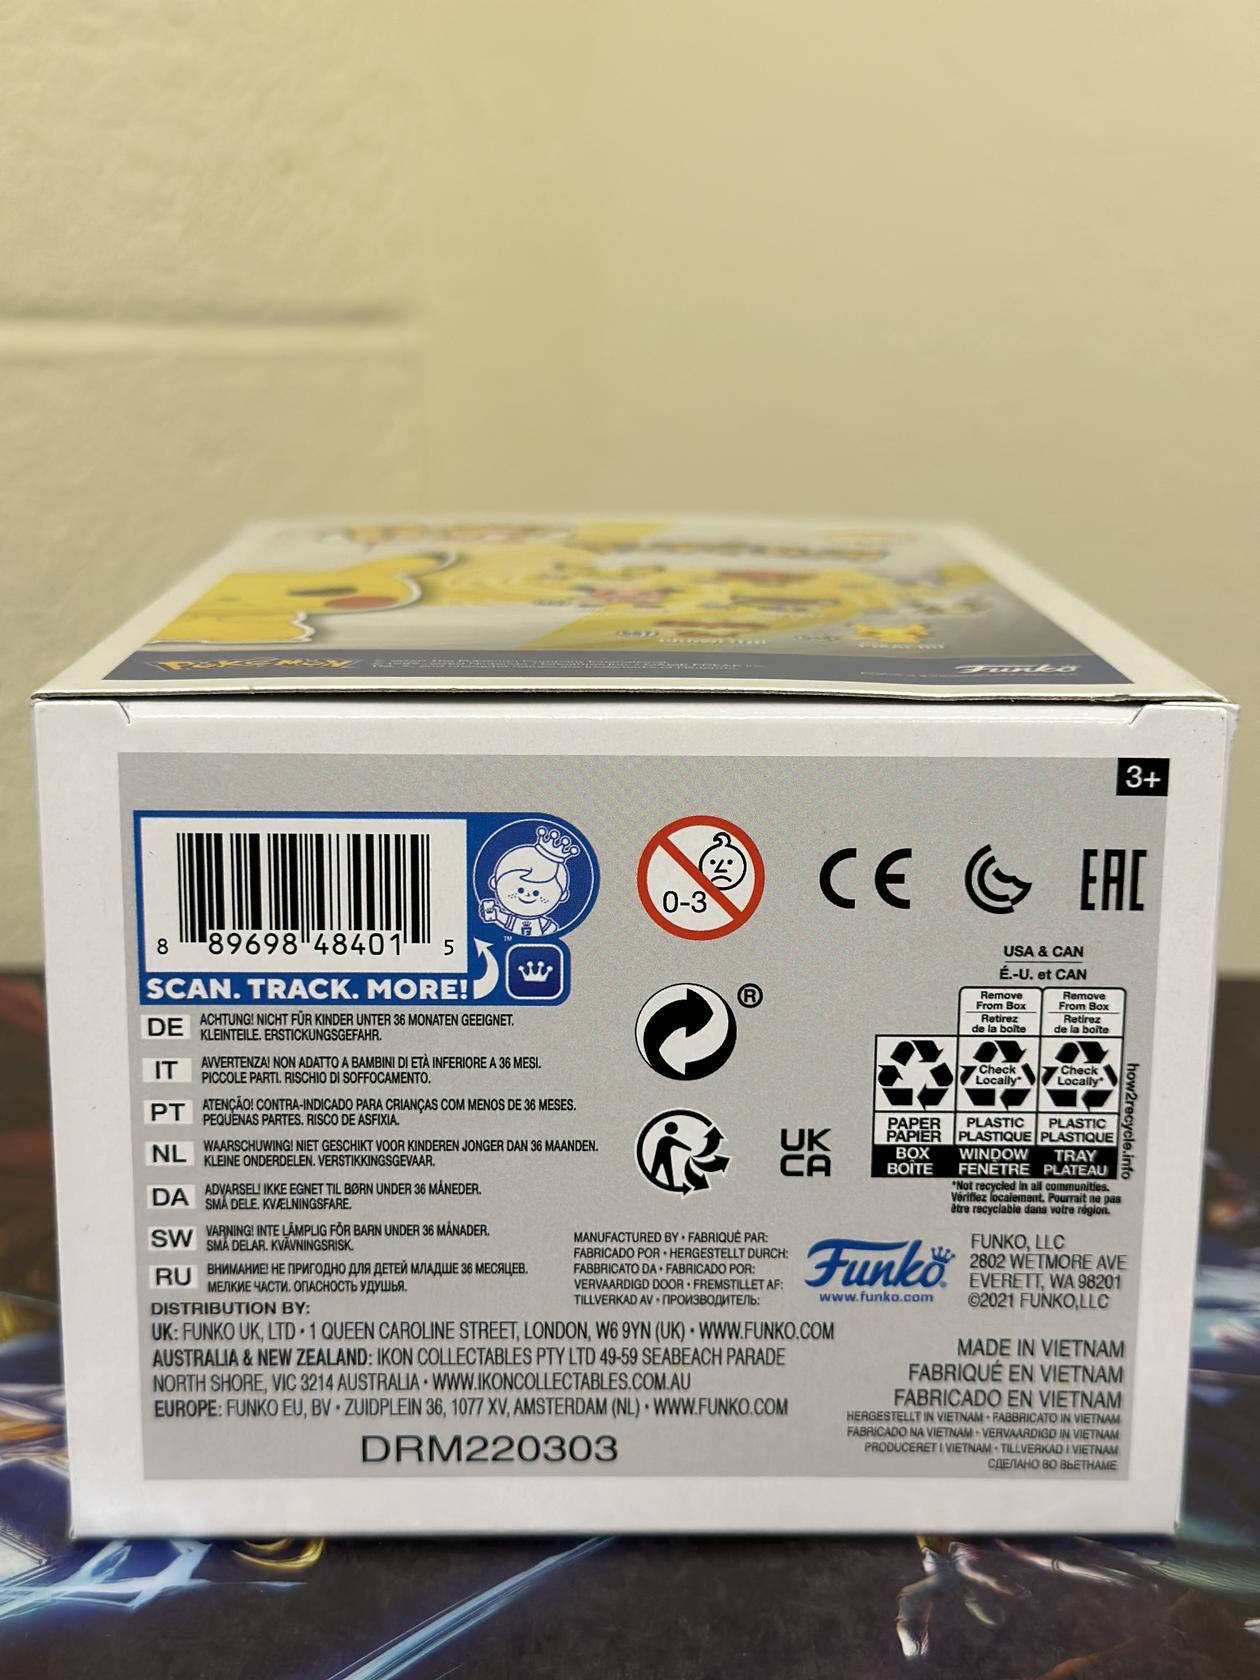 POKÉMON
Funko
3+
8 89698 48401 5
SCAN. TRACK. MORE!
™
0-3
CE
EAC
®
USA & CAN
É.-U. et CAN
Remove
From Box
Retirez
de la boîte
Remove
From Box
Retirez
de la boîte
Check
Locally*
Check
Locally*
PAPER
PAPIER
PLASTIC
PLASTIQUE
PLASTIC
PLASTIQUE
BOX
BOÎTE
WINDOW
FENÊTRE
TRAY
PLATEAU
how2recycle.info
*Not recycled in all communities.
Vérifiez localement. Pourrait ne pas
être recyclable dans votre région.
UK
CA
DE ACHTUNG! NICHT FÜR KINDER UNTER 36 MONATEN GEEIGNET.
KLEINTEILE. ERSTICKUNGSGEFAHR.
IT AVVERTENZA! NON ADATTO A BAMBINI DI ETÀ INFERIORE A 36 MESI.
PICCOLE PARTI. RISCHIO DI SOFFOCAMENTO.
PT ATENÇÃO! CONTRA-INDICADO PARA CRIANÇAS COM MENOS DE 36 MESES.
PEQUENAS PARTES. RISCO DE ASFIXIA.
NL WAARSCHUWING! NIET GESCHIKT VOOR KINDEREN JONGER DAN 36 MAANDEN.
KLEINE ONDERDELEN. VERSTIKKINGSGEVAAR.
DA ADVARSEL! IKKE EGNET TIL BØRN UNDER 36 MÅNEDER.
SMÅ DELE. KVÆLNINGSFARE.
SW VARNING! INTE LÄMPLIG FÖR BARN UNDER 36 MÅNADER.
SMÅ DELAR. KVÄVNINGSRISK.
RU ВНИМАНИЕ! НЕ ПРИГОДНО ДЛЯ ДЕТЕЙ МЛАДШЕ 36 МЕСЯЦЕВ.
МЕЛКИЕ ЧАСТИ. ОПАСНОСТЬ УДУШЬЯ.
MANUFACTURED BY • FABRIQUÉ PAR:
FABRICADO POR • HERGESTELLT DURCH:
FABBRICATO DA • FABRICADO POR:
VERVAARDIGD DOOR • FREMSTILLET AF:
TILLVERKAD AV • ПРОИЗВОДИТЕЛЬ:
Funko
www.funko.com
FUNKO, LLC
2802 WETMORE AVE
EVERETT, WA 98201
©2021 FUNKO,LLC
DISTRIBUTION BY:
UK: FUNKO UK, LTD • 1 QUEEN CAROLINE STREET, LONDON, W6 9YN (UK) • WWW.FUNKO.COM
AUSTRALIA & NEW ZEALAND: IKON COLLECTABLES PTY LTD 49-59 SEABEACH PARADE
NORTH SHORE, VIC 3214 AUSTRALIA • WWW.IKONCOLLECTABLES.COM.AU
EUROPE: FUNKO EU, BV • ZUIDPLEIN 36, 1077 XV, AMSTERDAM (NL) • WWW.FUNKO.COM
DRM220303
MADE IN VIETNAM
FABRIQUÉ EN VIETNAM
FABRICADO EN VIETNAM
HERGESTELLT IN VIETNAM • FABBRICATO IN VIETNAM
FABRICADO NA VIETNAM • VERVAARDIGD IN VIETNAM
PRODUCERET I VIETNAM • TILLVERKAD I VIETNAM
СДЕЛАНО ВО ВЬЕТНАМЕ